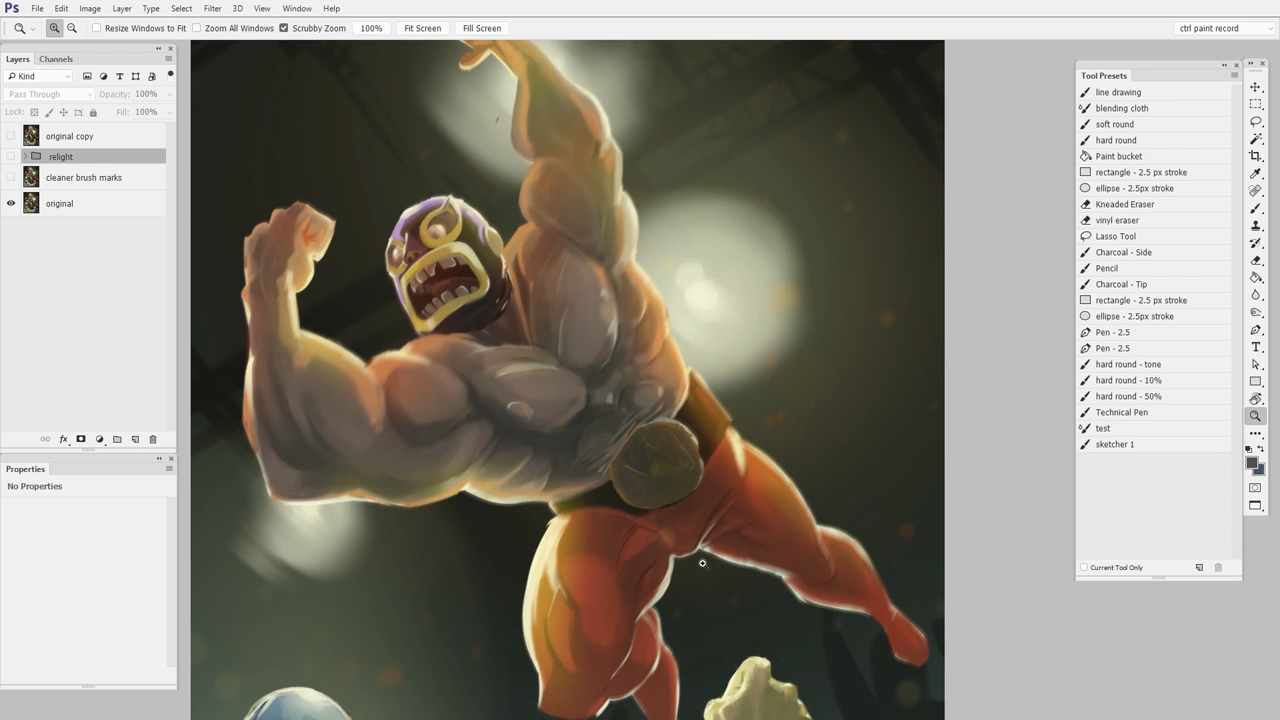 Ps File Edit Image Layer Type Select Filter 3D View Window Help
Resize Windows to Fit Zoom All Windows Scrubby Zoom 100% Fit Screen Fill Screen ctrl paint record
Layers Channels
Kind
Pass Through Opacity: 100%
Lock: Fill: 100%
original copy
relight
cleaner brush marks
original
fx
Properties
No Properties
Tool Presets
line drawing
blending cloth
soft round
hard round
Paint bucket
rectangle - 2.5 px stroke
ellipse - 2.5px stroke
Kneaded Eraser
vinyl eraser
Lasso Tool
Charcoal - Side
Pencil
Charcoal - Tip
rectangle - 2.5 px stroke
ellipse - 2.5px stroke
Pen - 2.5
Pen - 2.5
hard round - tone
hard round - 10%
hard round - 50%
Technical Pen
test
sketcher 1
Current Tool Only